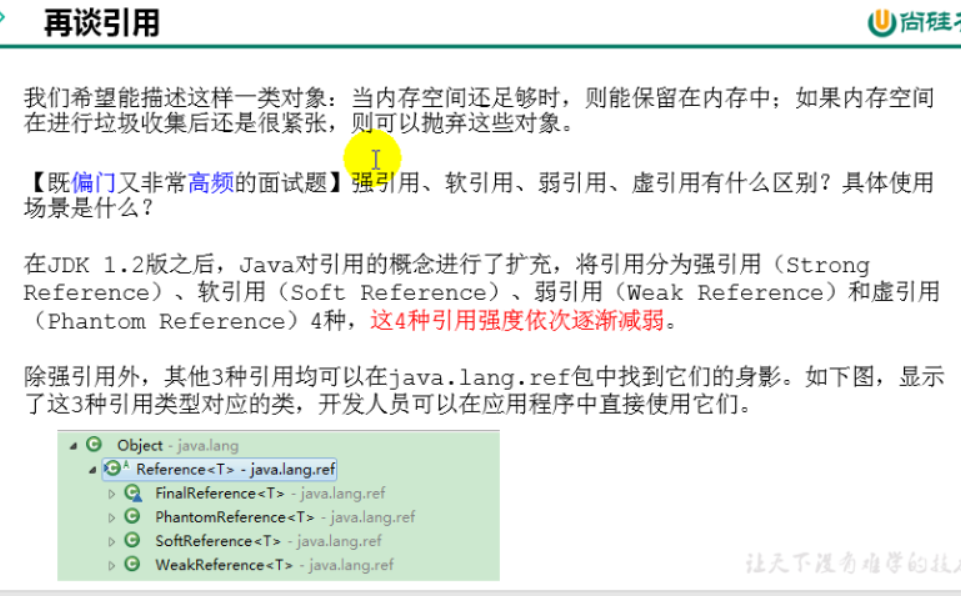 再谈引用
尚硅
我们希望能描述这样一类对象：当内存空间还足够时，则能保留在内存中；如果内存空间
在进行垃圾收集后还是很紧张，则可以抛弃这些对象。
【既偏门又非常高频的面试题】强引用、软引用、弱引用、虚引用有什么区别？具体使用
场景是什么？
在JDK 1.2版之后，Java对引用的概念进行了扩充，将引用分为强引用（Strong
Reference）、软引用（Soft Reference）、弱引用（Weak Reference）和虚引用
（Phantom Reference）4种，这4种引用强度依次逐渐减弱。
除强引用外，其他3种引用均可以在java.lang.ref包中找到它们的身影。如下图，显示
了这3种引用类型对应的类，开发人员可以在应用程序中直接使用它们。
Object - java.lang
Reference<T> - java.lang.ref
FinalReference<T> - java.lang.ref
PhantomReference<T> - java.lang.ref
SoftReference<T> - java.lang.ref
WeakReference<T> - java.lang.ref
让天下没有难学的技